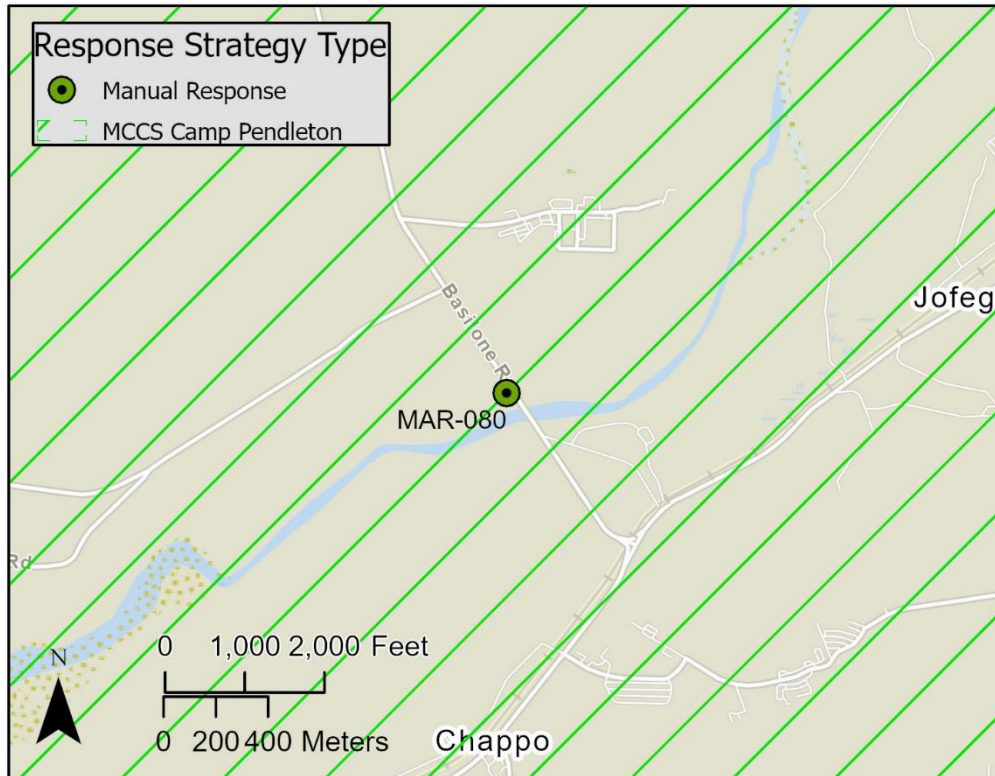 Response Strategy Type
Manual Response
MCCS Camp Pendleton
Jofeg
Basilone R
MAR-080
Rd
N
0 1,000 2,000 Feet
0 200 400 Meters
Chappo